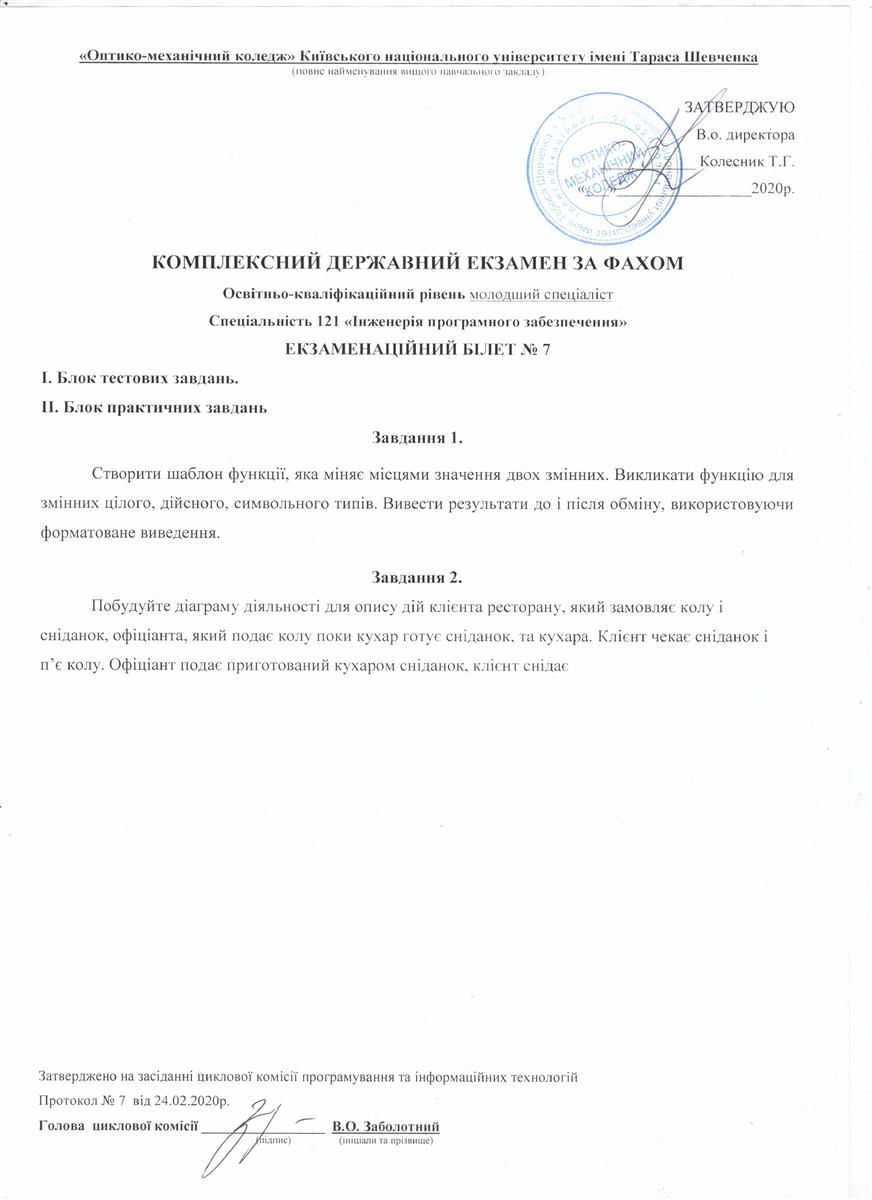 «Оптико-механічний коледж» Київського національного університету імені Тараса Шевченка
(повне найменування вищого навчального закладу)
ЗАТВЕРДЖУЮ
В.о. директора
____________ Колесник Т.Г.
«___»__________________2020р.
ОПТИКО-
МЕХАНІЧНИЙ
КОЛЕДЖ
КОМПЛЕКСНИЙ ДЕРЖАВНИЙ ЕКЗАМЕН ЗА ФАХОМ
Освітньо-кваліфікаційний рівень молодший спеціаліст
Спеціальність 121 «Інженерія програмного забезпечення»
ЕКЗАМЕНАЦІЙНИЙ БІЛЕТ № 7
І. Блок тестових завдань.
ІІ. Блок практичних завдань
Завдання 1.
Створити шаблон функції, яка міняє місцями значення двох змінних. Викликати функцію для
змінних цілого, дійсного, символьного типів. Вивести результати до і після обміну, використовуючи
форматоване виведення.
Завдання 2.
Побудуйте діаграму діяльності для опису дій клієнта ресторану, який замовляє колу і
сніданок, офіціанта, який подає колу поки кухар готує сніданок, та кухара. Клієнт чекає сніданок і
п’є колу. Офіціант подає приготований кухаром сніданок, клієнт снідає
Затверджено на засіданні циклової комісії програмування та інформаційних технологій
Протокол № 7 від 24.02.2020р.
Голова циклової комісії __________________ В.О. Заболотний
(підпис) (ініціали та прізвище)